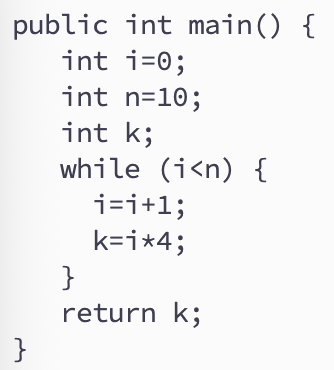 public int main() {
   int i=0;
   int n=10;
   int k;
   while (i<n) {
     i=i+1;
     k=i*4;
   }
   return k;
}